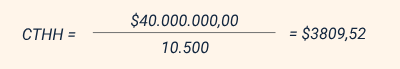 $40.000.000,00
CTHH = = $3809,52
10.500